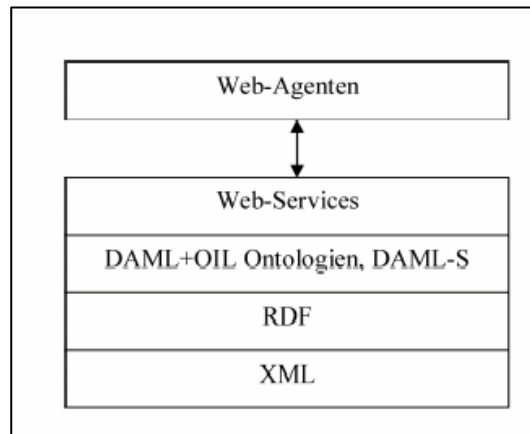 Web-Agenten
Web-Services
DAML+OIL Ontologien, DAML-S
RDF
XML